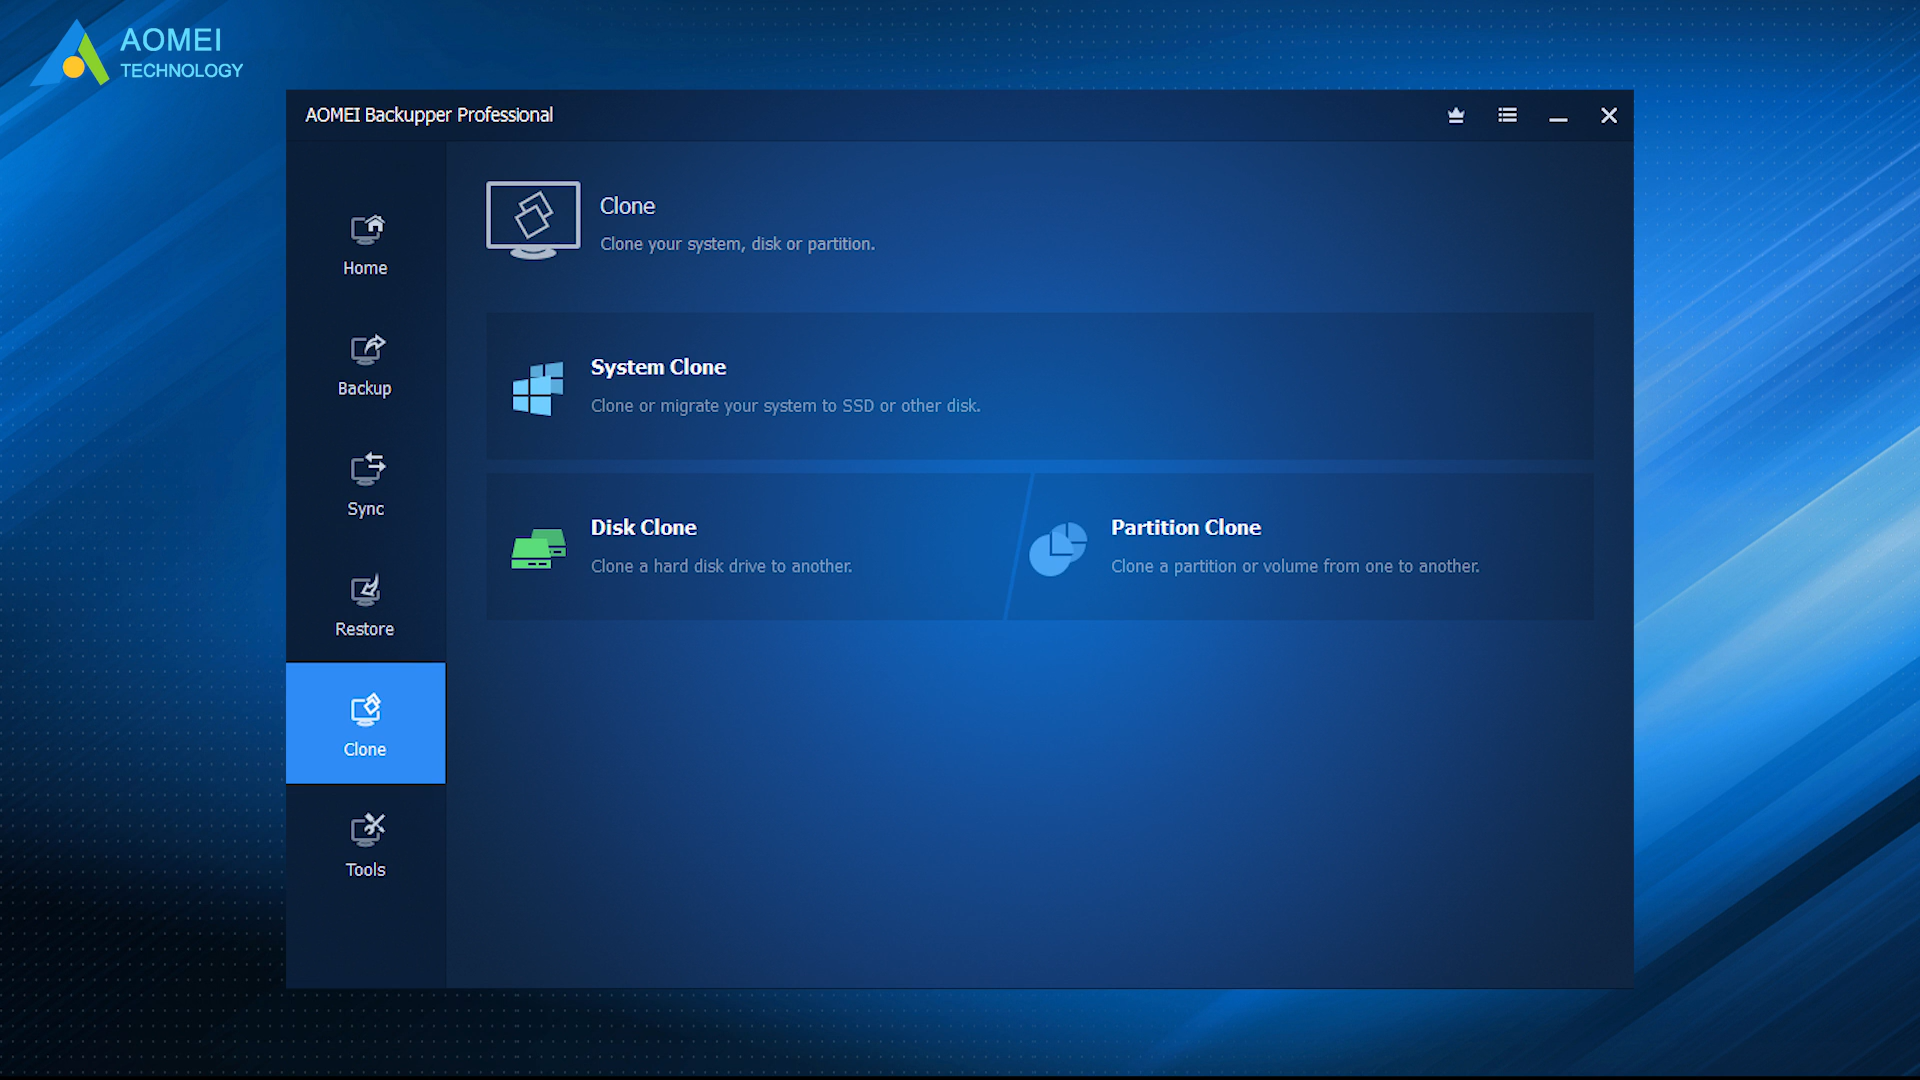 AOMEI
TECHNOLOGY
AOMEI Backupper Professional
Home
Backup
Sync
Restore
Clone
Tools
Clone
Clone your system, disk or partition.
System Clone
Clone or migrate your system to SSD or other disk.
Disk Clone
Clone a hard disk drive to another.
Partition Clone
Clone a partition or volume from one to another.